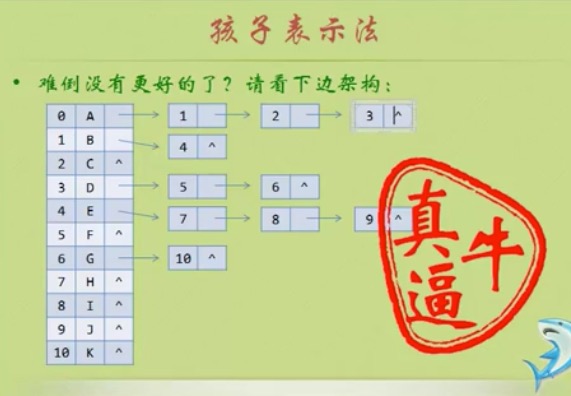 孩子表示法
• 难倒没有更好的了？请看下边架构：
0 A 1 2 3 ^
1 B 4 ^
2 C ^
3 D 5 6 ^
4 E 7 8 9 ^
5 F ^
6 G 10 ^
7 H ^
8 I ^
9 J ^
10 K ^
真牛
逼